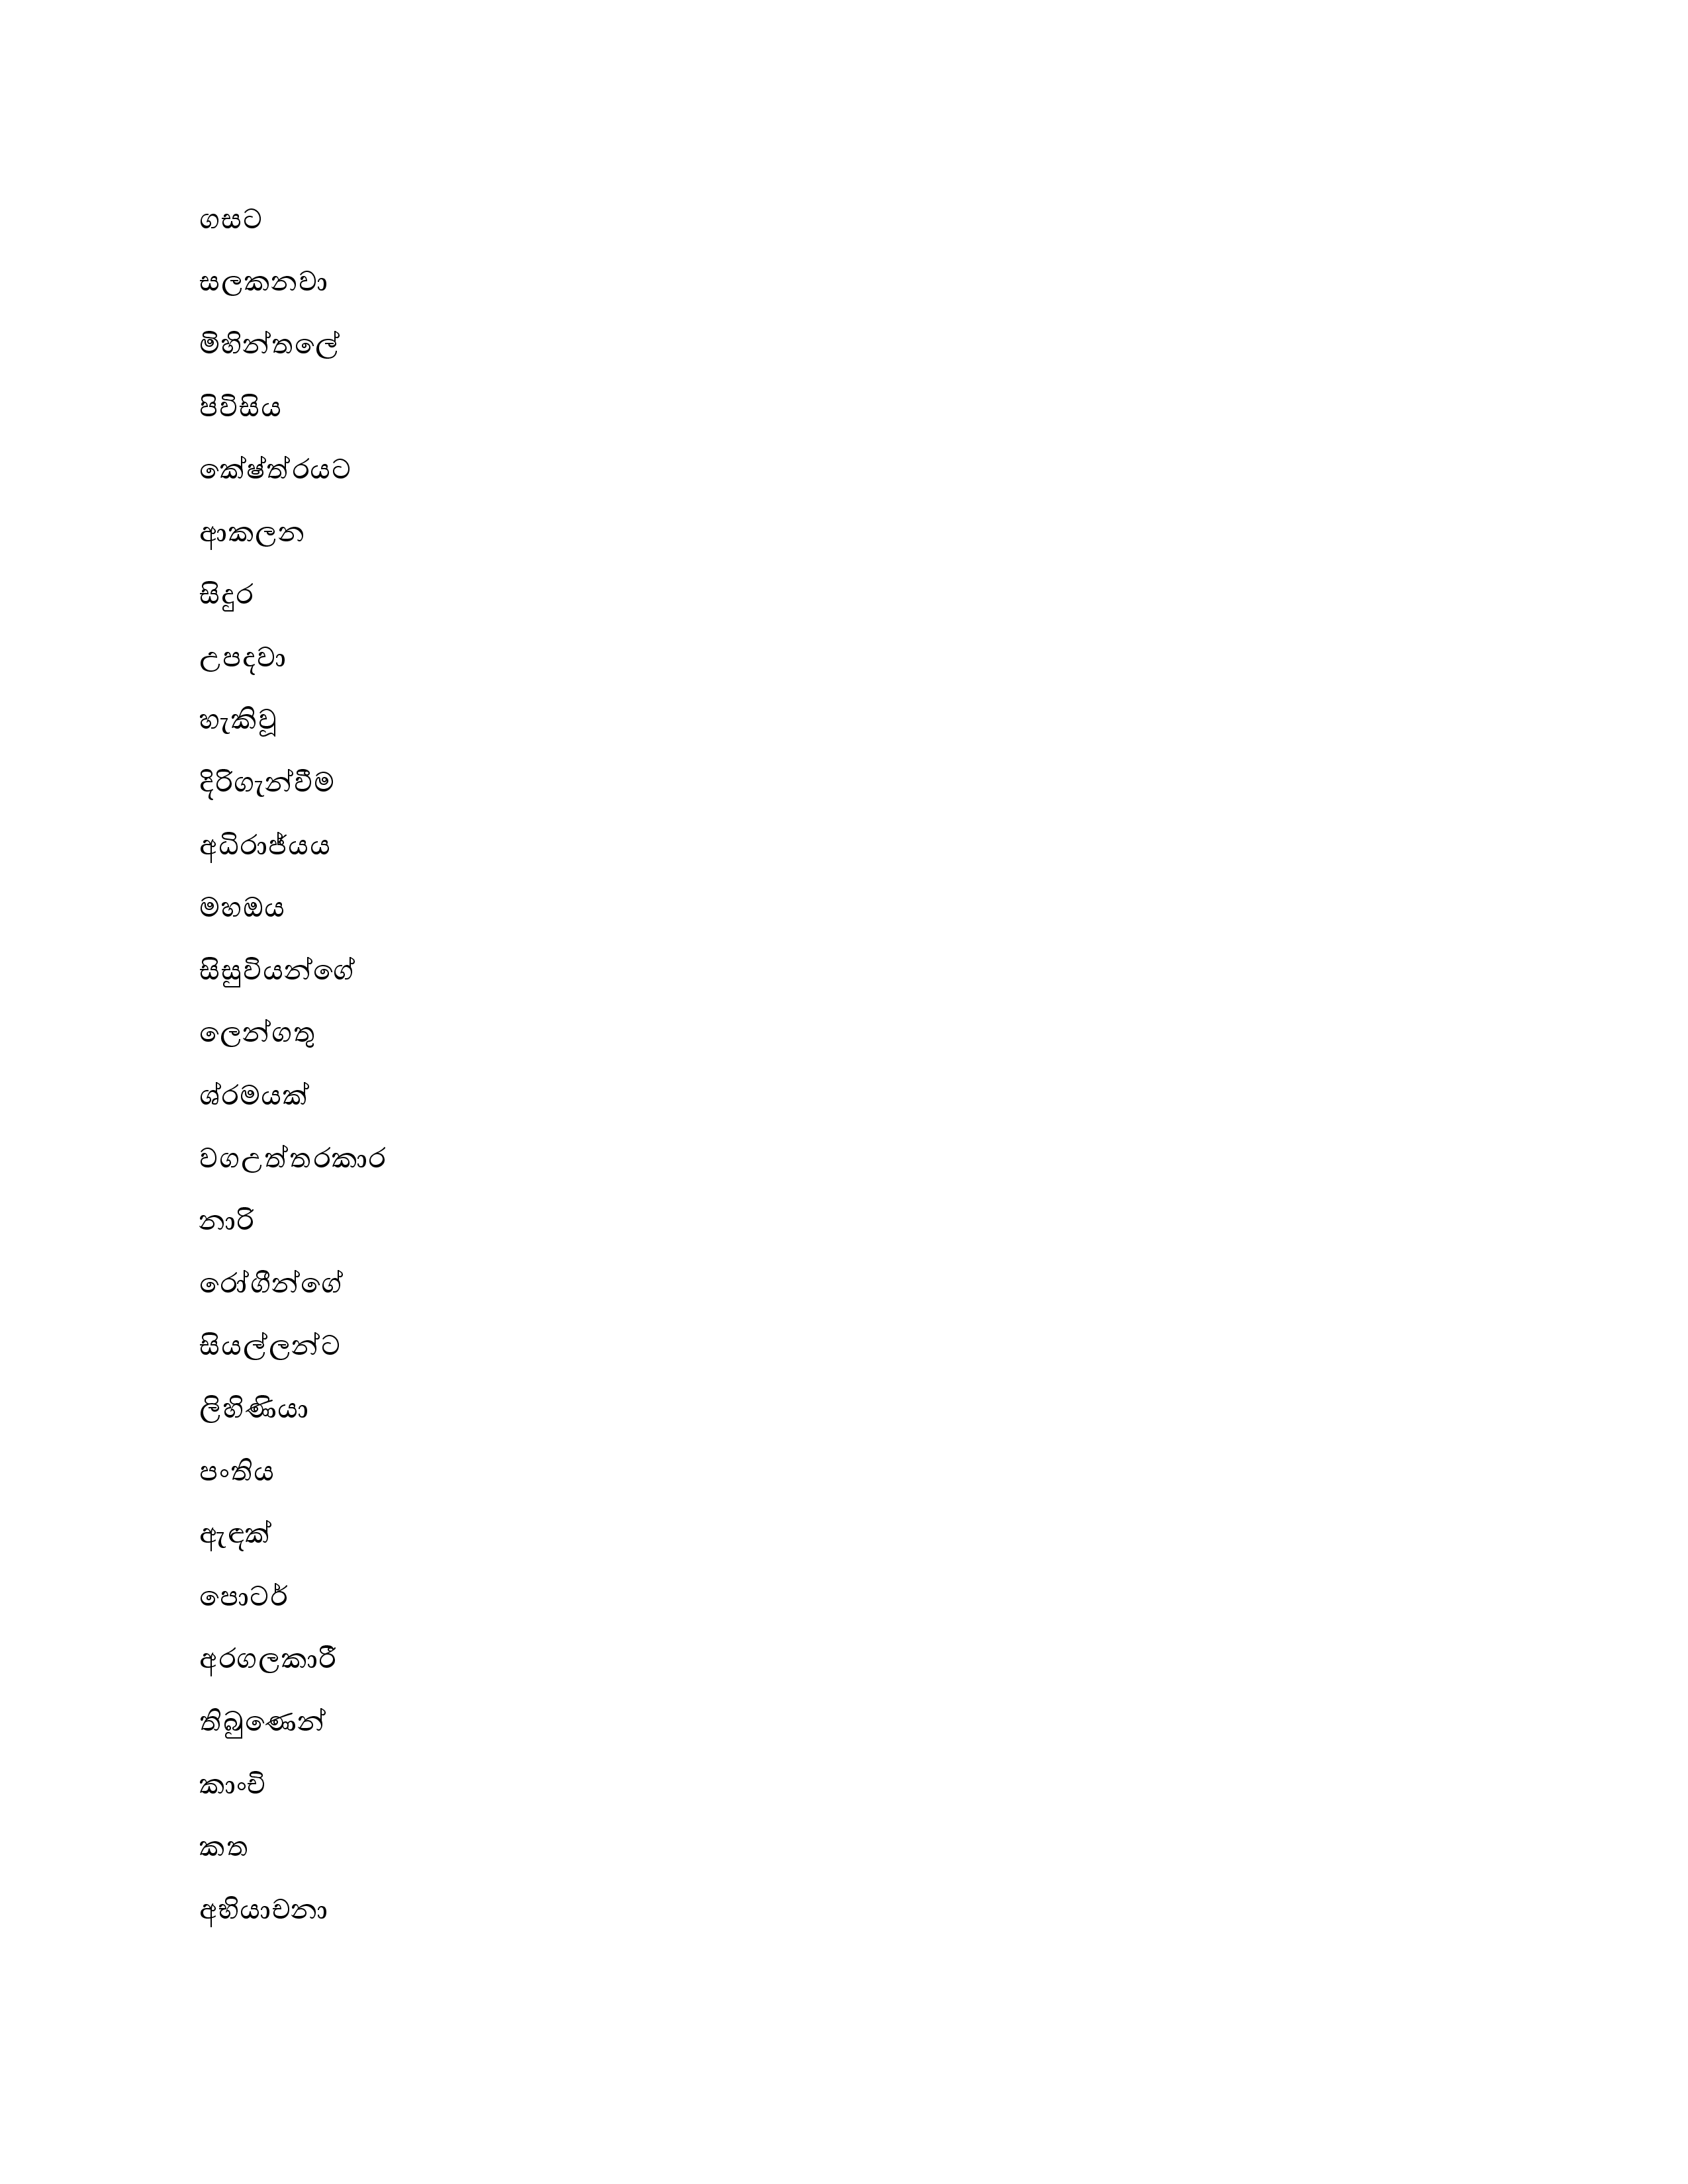 ගසට
සලකනවා
මිහින්තලේ
පිවිසිය
කේෂ්ත්රයට
ආකලන
සිදුර
උපදවා
හැකිවූ
දිරිගැන්වීම
අධිරාජ්යය
මහඔය
සිසුවියන්ගේ
ලෙන්ගතු
ශ්රමයක්
වගඋත්තරකාර
නාරි
රෝගීන්ගේ
සියල්ලන්ට
ලිහිණියා
පංතිය
ඇඳක්
පොටර්
අරගලකාරී
තිබුණෙන්
කාංචි
කත
අභියාචනා